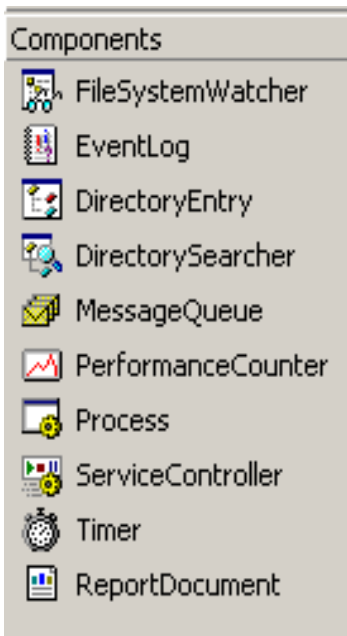 Components
FileSystemWatcher
EventLog
DirectoryEntry
DirectorySearcher
MessageQueue
PerformanceCounter
Process
ServiceController
Timer
ReportDocument